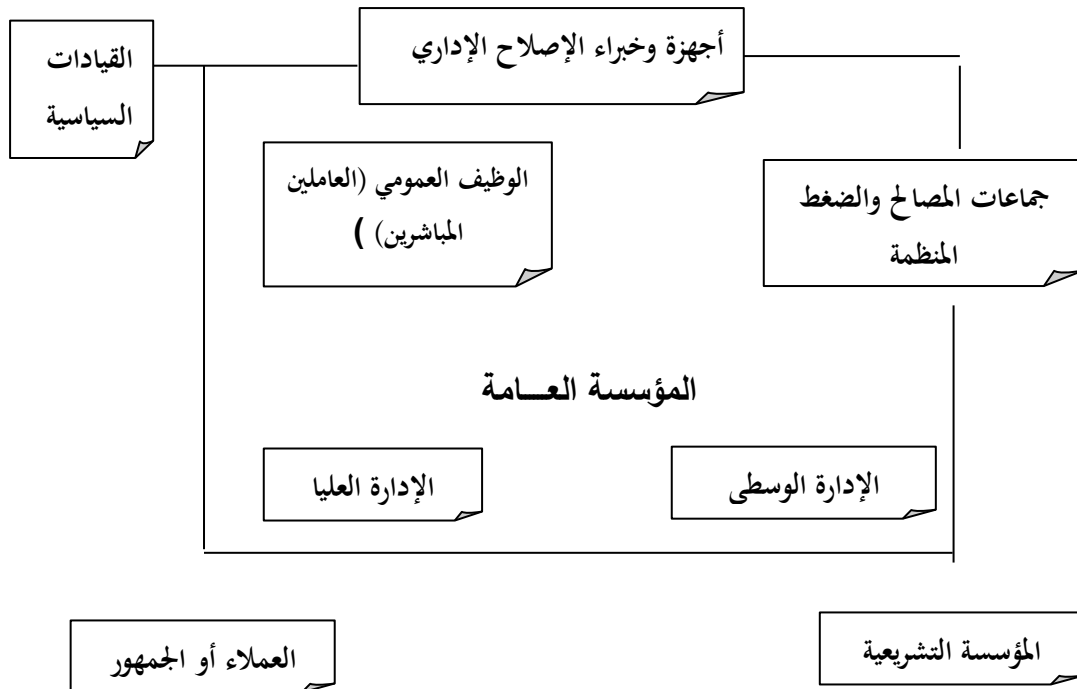 القيادات
السياسية
أجهزة وخبراء الإصلاح الإداري
الوظيف العمومي (العاملين
المباشرين) )
جماعات المصالح والضغط
المنظمة
المؤسسة العـــامة
الإدارة العليا
الإدارة الوسطى
العملاء أو الجمهور
المؤسسة التشريعية